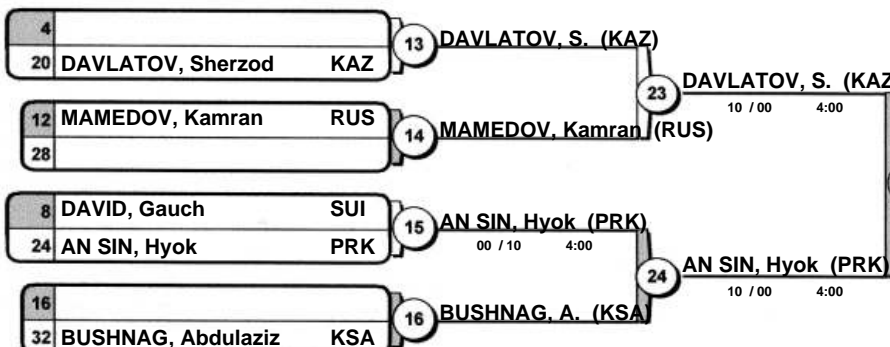 4
20 DAVLATOV, Sherzod KAZ
13 DAVLATOV, S. (KAZ)
12 MAMEDOV, Kamran RUS
28
14 MAMEDOV, Kamran (RUS)
23 DAVLATOV, S. (KAZ
10 / 00 4:00
8 DAVID, Gauch SUI
24 AN SIN, Hyok PRK
15 AN SIN, Hyok (PRK)
00 / 10 4:00
16
32 BUSHNAG, Abdulaziz KSA
16 BUSHNAG, A. (KSA)
24 AN SIN, Hyok (PRK)
10 / 00 4:00